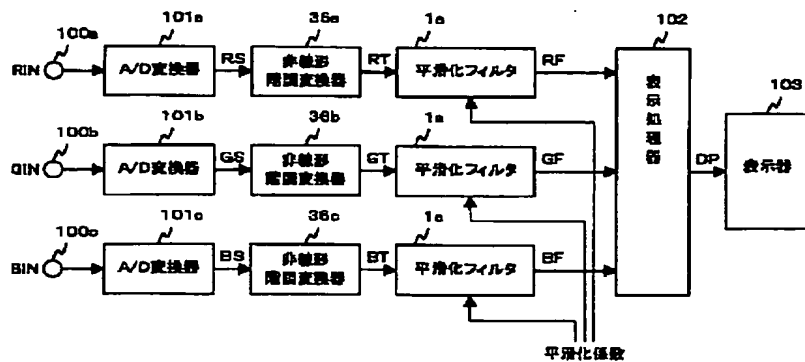 100a 101a 36a 1a 102
RIN A/D変換器 RS 非線形 階調変換器 RT 平滑化フィルタ RF
表示処理器
103
100b 101b 36b 1a
GIN A/D変換器 GS 非線形 階調変換器 GT 平滑化フィルタ GF DP 表示器
100c 101c 36c 1a
BIN A/D変換器 BS 非線形 階調変換器 BT 平滑化フィルタ BF
平滑化係数